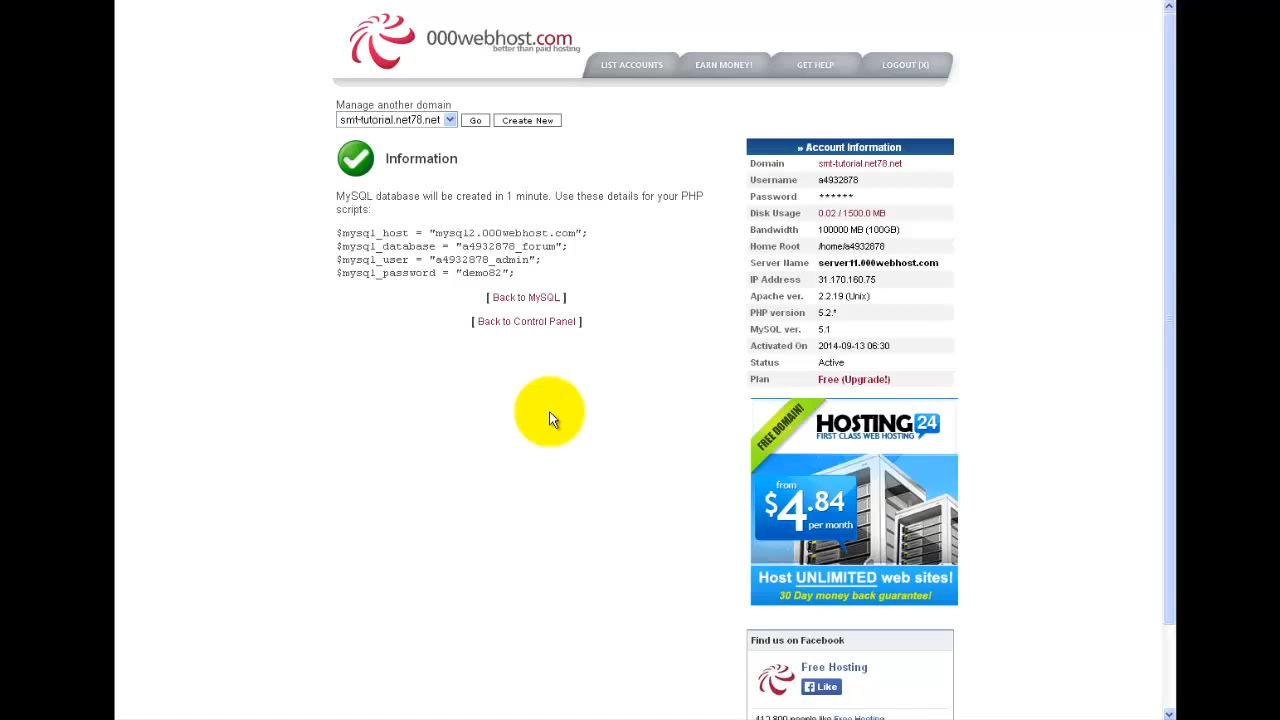 000webhost.com
better than paid hosting
LIST ACCOUNTS
EARN MONEY!
GET HELP
LOGOUT [X]
Manage another domain
smt-tutorial.net78.net
Go
Create New
Information
MySQL database will be created in 1 minute. Use these details for your PHP
scripts:
$mysql_host = "mysql2.000webhost.com";
$mysql_database = "a4932878_forum";
$mysql_user = "a4932878_admin";
$mysql_password = "demo82";
[ Back to MySQL ]
[ Back to Control Panel ]
» Account Information
Domain smt-tutorial.net78.net
Username a4932878
Password ******
Disk Usage 0.02 / 1500.0 MB
Bandwidth 100000 MB (100GB)
Home Root /home/a4932878
Server Name server11.000webhost.com
IP Address 31.170.160.75
Apache ver. 2.2.19 (Unix)
PHP version 5.2.*
MySQL ver. 5.1
Activated On 2014-09-13 06:30
Status Active
Plan Free (Upgrade!)
FREE DOMAIN!
HOSTING 24
FIRST CLASS WEB HOSTING
from
$4.84
per month
Host UNLIMITED web sites!
30 Day money back guarantee!
Find us on Facebook
Free Hosting
Like
people like Free Hosting